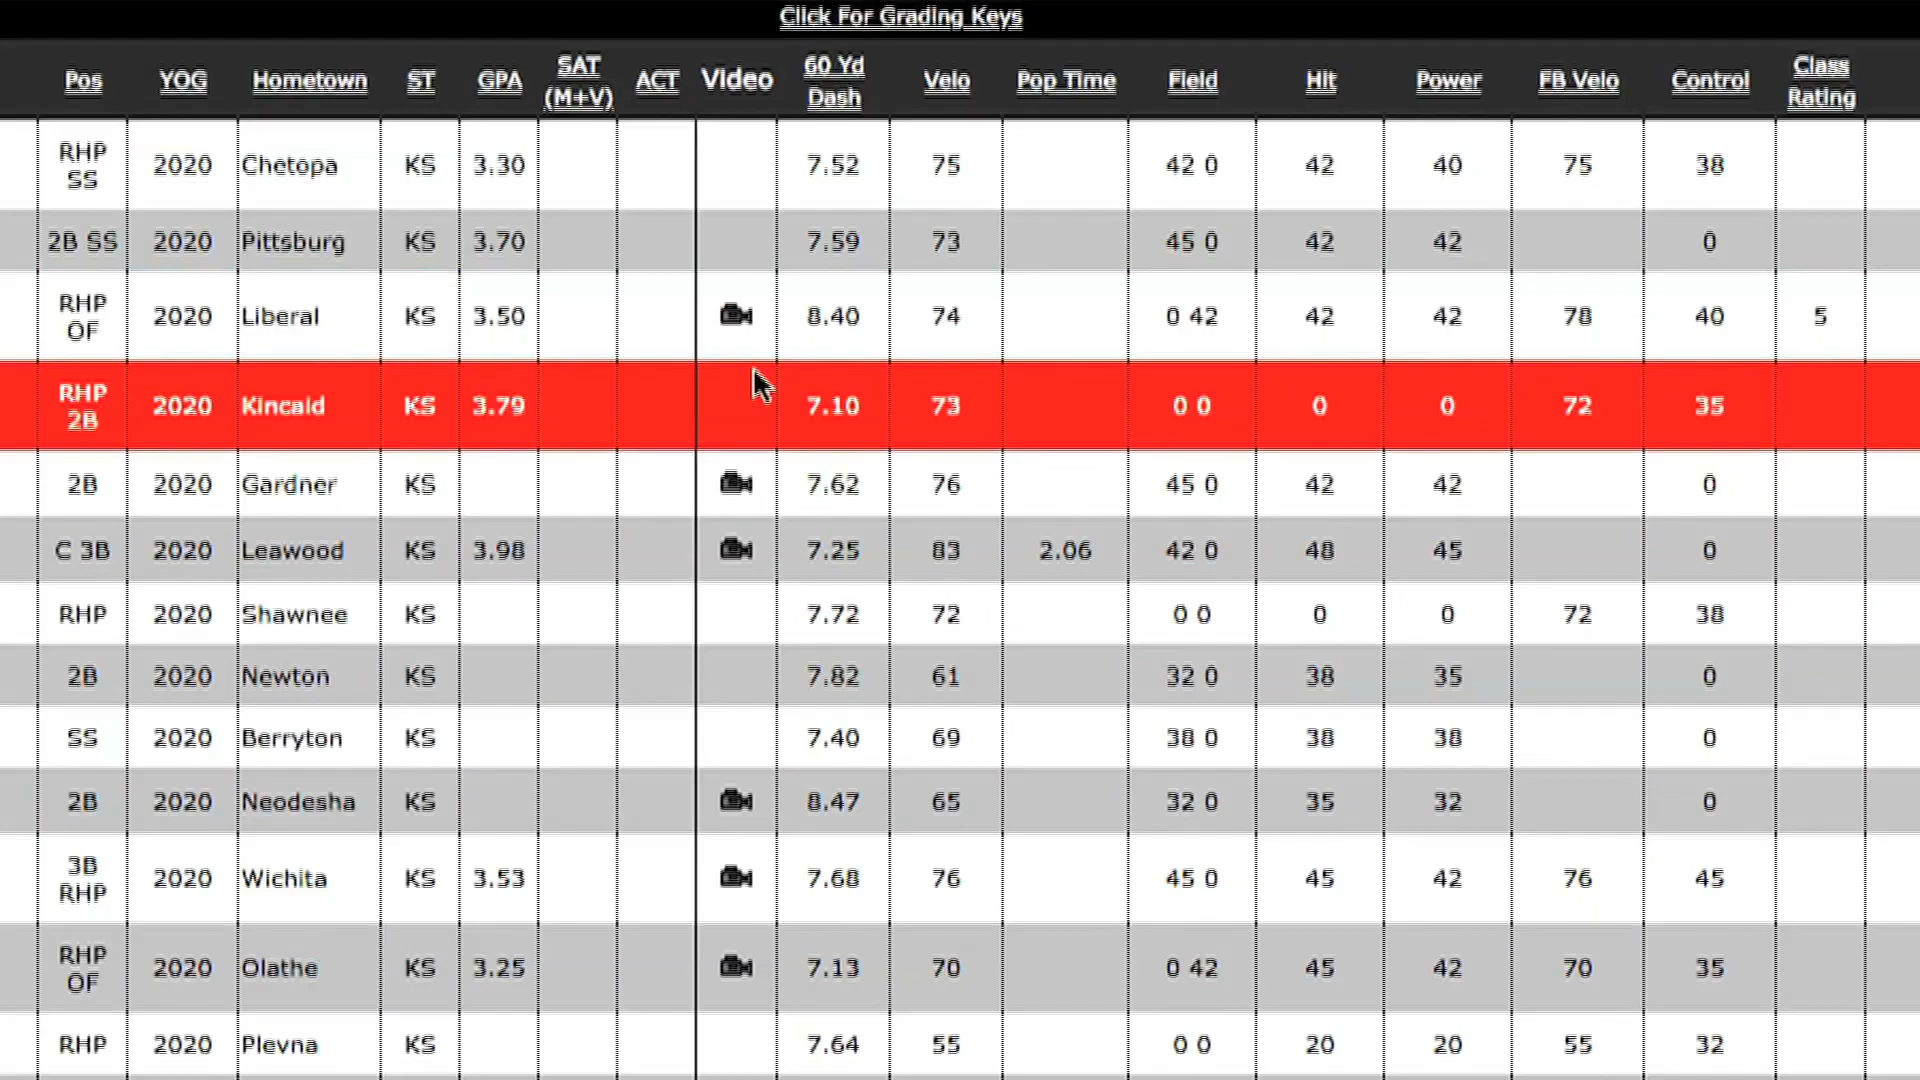 Click For Grading Keys
Pos YOG Hometown ST GPA SAT (M+V) ACT Video 60 Yd Dash Velo Pop Time Field Hit Power FB Velo Control Class Rating
RHP SS 2020 Chetopa KS 3.30 7.52 75 42 0 42 40 75 38
2B SS 2020 Pittsburg KS 3.70 7.59 73 45 0 42 42 0
RHP OF 2020 Liberal KS 3.50 8.40 74 0 42 42 42 78 40 5
RHP 2B 2020 Kincaid KS 3.79 7.10 73 0 0 0 0 72 35
2B 2020 Gardner KS 7.62 76 45 0 42 42 0
C 3B 2020 Leawood KS 3.98 7.25 83 2.06 42 0 48 45 0
RHP 2020 Shawnee KS 7.72 72 0 0 0 0 72 38
2B 2020 Newton KS 7.82 61 32 0 38 35 0
SS 2020 Berryton KS 7.40 69 38 0 38 38 0
2B 2020 Neodesha KS 8.47 65 32 0 35 32 0
3B RHP 2020 Wichita KS 3.53 7.68 76 45 0 45 42 76 45
RHP OF 2020 Olathe KS 3.25 7.13 70 0 42 45 42 70 35
RHP 2020 Plevna KS 7.64 55 0 0 20 20 55 32